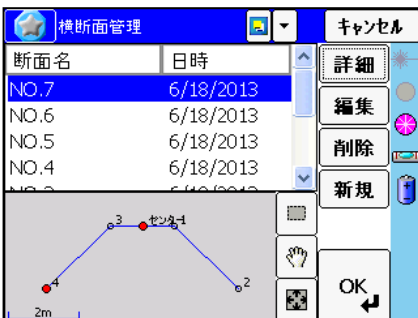 横断面管理
キャンセル
断面名 日時
詳細
NO.7 6/18/2013
編集
NO.6 6/18/2013
NO.5 6/18/2013
削除
NO.4 6/18/2013
新規
3 センター1
4
2
2m
OK